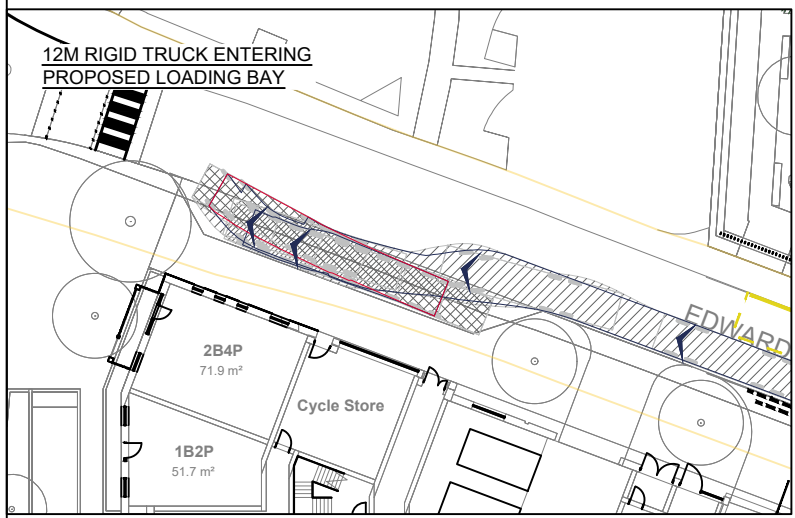 12M RIGID TRUCK ENTERING
PROPOSED LOADING BAY
EDWARD
2B4P
71.9 m²
Cycle Store
1B2P
51.7 m²